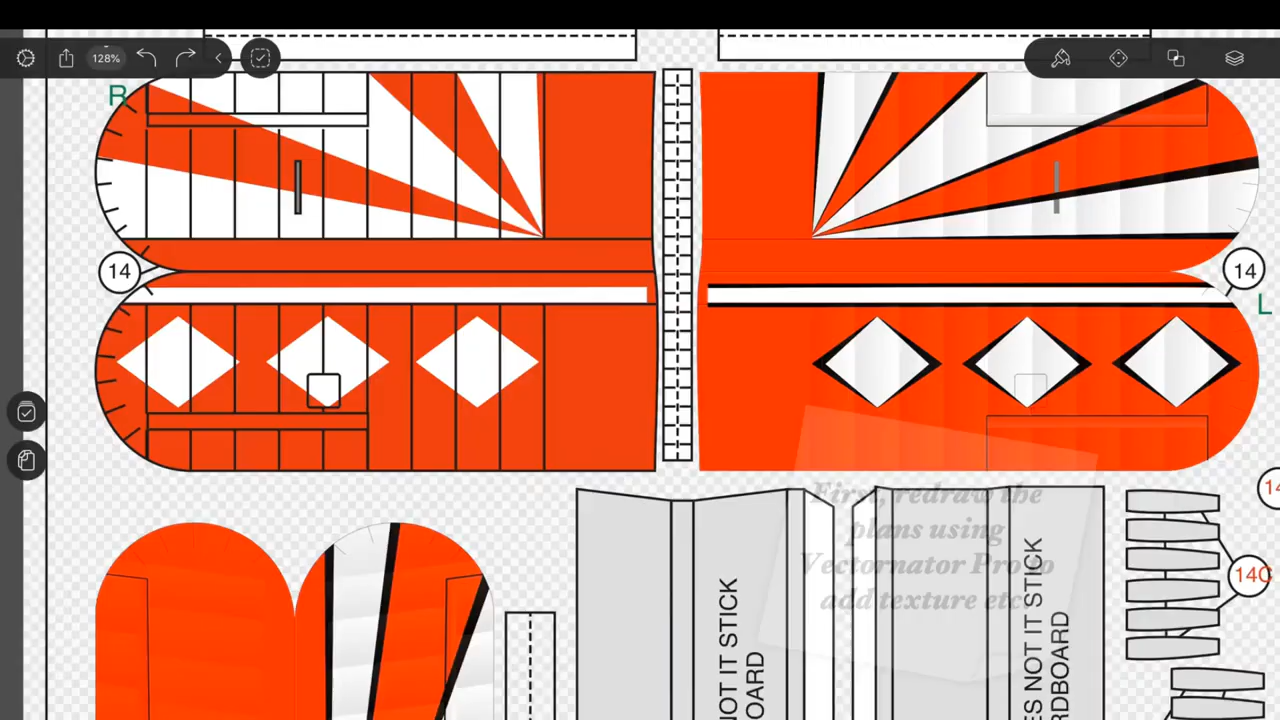 128%
R
14
14
L
14
First, redraw the
plans using
Vectornator Pro to
add texture etc.
NOT IT STICK
BOARD
ES NOT IT STICK
RDBOARD
14C